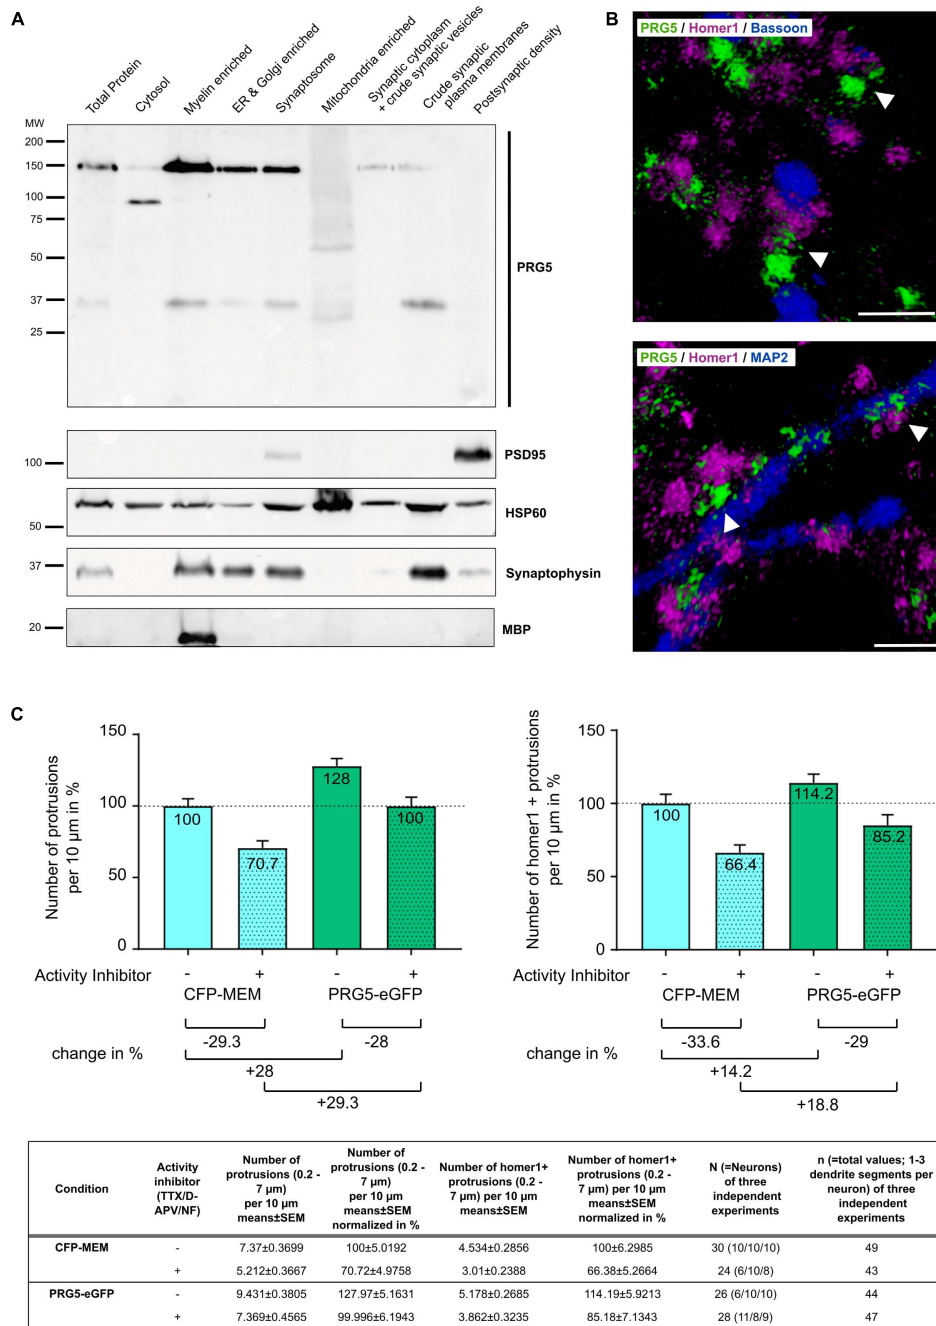 A
Total Protein
Cytosol
Myelin enriched
ER & Golgi enriched
Synaptosome
Mitochondria enriched
Synaptic cytoplasm
+ crude synaptic vesicles
Crude synaptic
plasma membranes
Postsynaptic density
MW
200
150
100
75
50
37
25
PRG5
100
PSD95
50
HSP60
37
Synaptophysin
20
MBP
B
PRG5 / Homer1 / Bassoon
PRG5 / Homer1 / MAP2
C
Number of protrusions
per 10 µm in %
150
100
50
0
100
70.7
128
100
Activity Inhibitor - + - +
CFP-MEM PRG5-eGFP
change in %
-29.3 -28
+28
+29.3
Number of homer1 + protrusions
per 10 µm in %
150
100
50
0
100
66.4
114.2
85.2
Activity Inhibitor - + - +
CFP-MEM PRG5-eGFP
change in %
-33.6 -29
+14.2
+18.8
Condition
Activity
inhibitor
(TTX/D-
APV/NF)
Number of
protrusions (0.2 -
7 µm)
per 10 µm
means±SEM
Number of
protrusions (0.2 -
7 µm)
per 10 µm
means±SEM
normalized in %
Number of homer1+
protrusions (0.2 -
7 µm) per 10 µm
means±SEM
Number of homer1+
protrusions (0.2 -
7 µm) per 10 µm
means±SEM
normalized in %
N (=Neurons)
of three
independent
experiments
n (=total values; 1-3
dendrite segments per
neuron) of three
independent
experiments
CFP-MEM - 7.37±0.3699 100±5.0192 4.534±0.2856 100±6.2985 30 (10/10/10) 49
+ 5.212±0.3667 70.72±4.9758 3.01±0.2388 66.38±5.2664 24 (6/10/8) 43
PRG5-eGFP - 9.431±0.3805 127.97±5.1631 5.178±0.2685 114.19±5.9213 26 (6/10/10) 44
+ 7.369±0.4565 99.996±6.1943 3.862±0.3235 85.18±7.1343 28 (11/8/9) 47